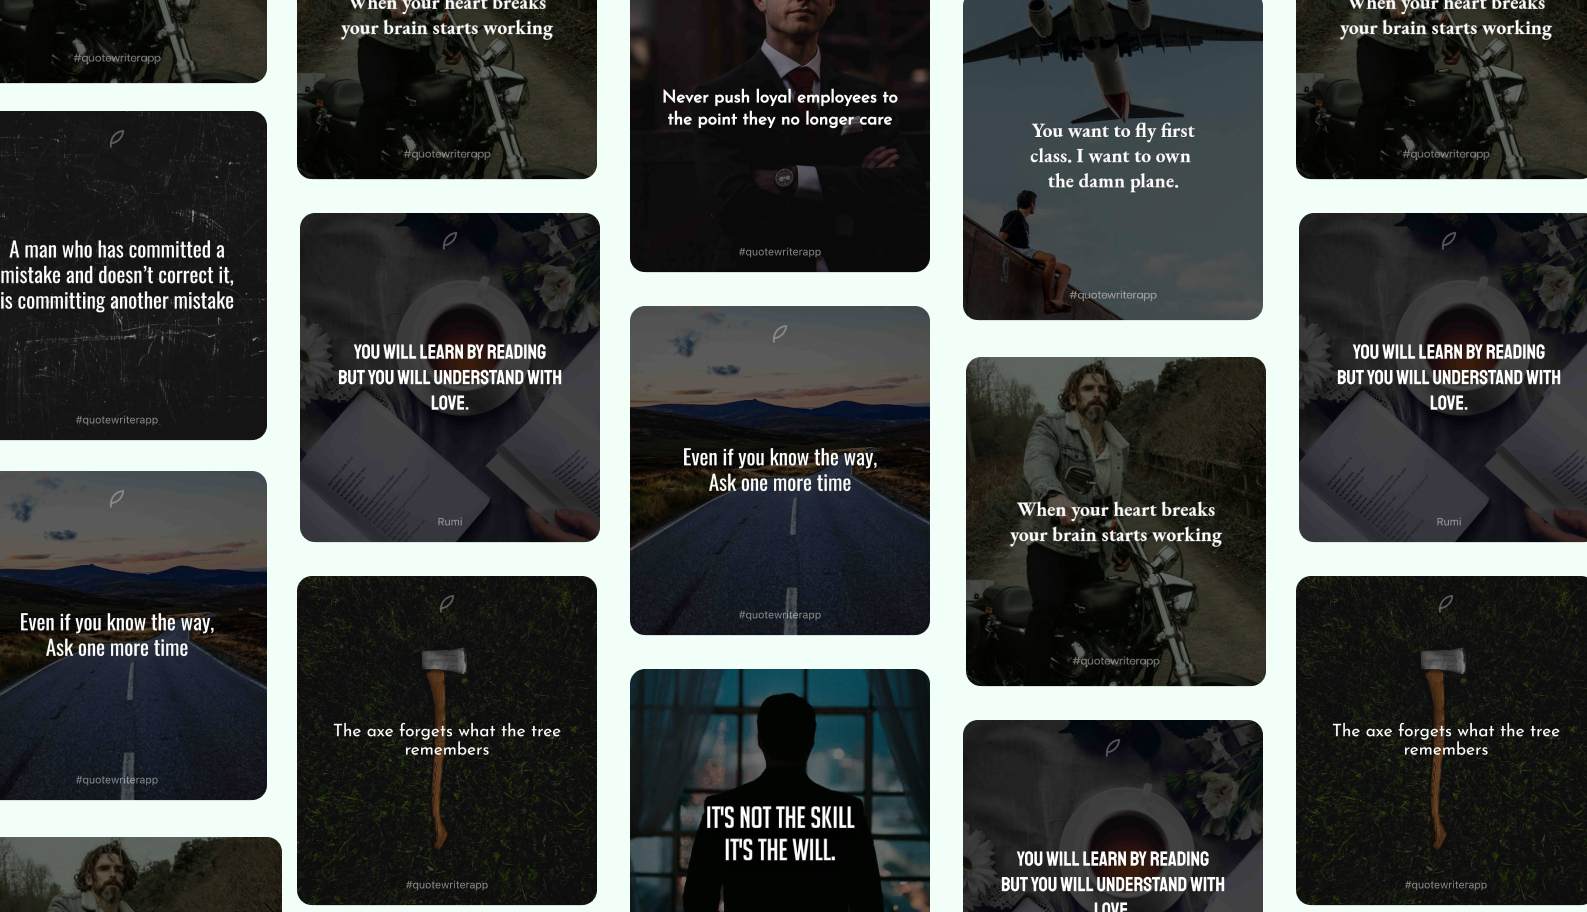 #quotewriterapp
A man who has committed a
mistake and doesn't correct it,
is committing another mistake
#quotewriterapp
Even if you know the way,
Ask one more time
#quotewriterapp
When your heart breaks
your brain starts working
#quotewriterapp
YOU WILL LEARN BY READING
BUT YOU WILL UNDERSTAND WITH
LOVE.
Rumi
The axe forgets what the tree
remembers
#quotewriterapp
Never push loyal employees to
the point they no longer care
#quotewriterapp
Even if you know the way,
Ask one more time
#quotewriterapp
IT'S NOT THE SKILL
IT'S THE WILL.
You want to fly first
class. I want to own
the damn plane.
#quotewriterapp
When your heart breaks
your brain starts working
#quotewriterapp
YOU WILL LEARN BY READING
BUT YOU WILL UNDERSTAND WITH
LOVE.
When your heart breaks
your brain starts working
#quotewriterapp
YOU WILL LEARN BY READING
BUT YOU WILL UNDERSTAND WITH
LOVE.
Rumi
The axe forgets what the tree
remembers
#quotewriterapp